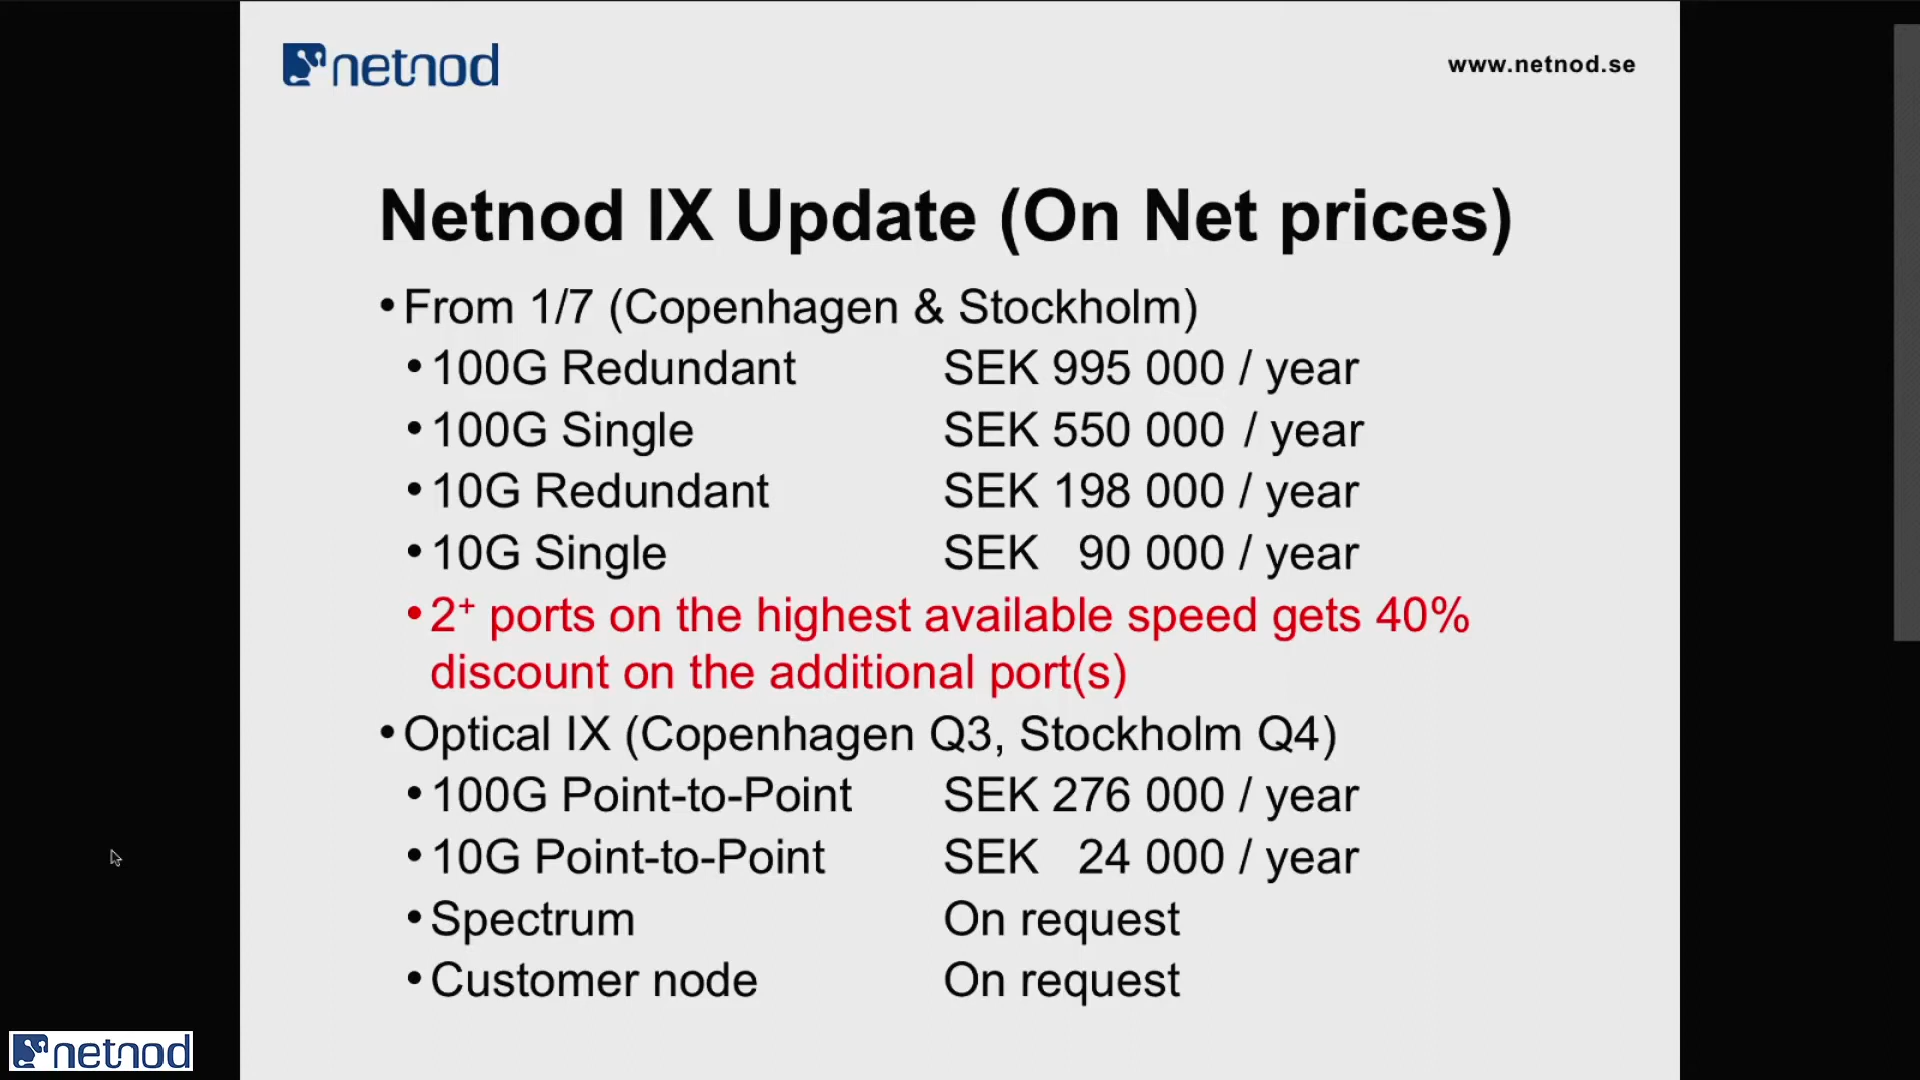 netnod
www.netnod.se
Netnod IX Update (On Net prices)
• From 1/7 (Copenhagen & Stockholm)
• 100G Redundant SEK 995 000 / year
• 100G Single SEK 550 000 / year
• 10G Redundant SEK 198 000 / year
• 10G Single SEK 90 000 / year
• 2⁺ ports on the highest available speed gets 40%
discount on the additional port(s)
• Optical IX (Copenhagen Q3, Stockholm Q4)
• 100G Point-to-Point SEK 276 000 / year
• 10G Point-to-Point SEK 24 000 / year
• Spectrum On request
• Customer node On request
netnod